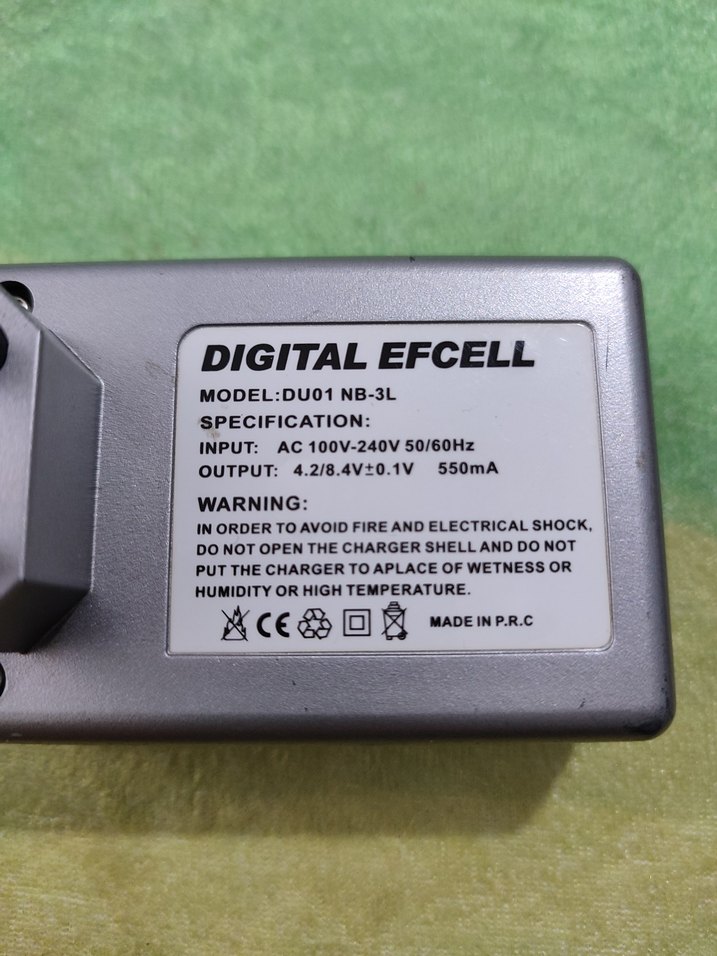 DIGITAL EFCELL
MODEL:DU01 NB-3L
SPECIFICATION:
INPUT: AC 100V-240V 50/60Hz
OUTPUT: 4.2/8.4V±0.1V 550mA
WARNING:
IN ORDER TO AVOID FIRE AND ELECTRICAL SHOCK,
DO NOT OPEN THE CHARGER SHELL AND DO NOT
PUT THE CHARGER TO APLACE OF WETNESS OR
HUMIDITY OR HIGH TEMPERATURE.
CE MADE IN P.R.C